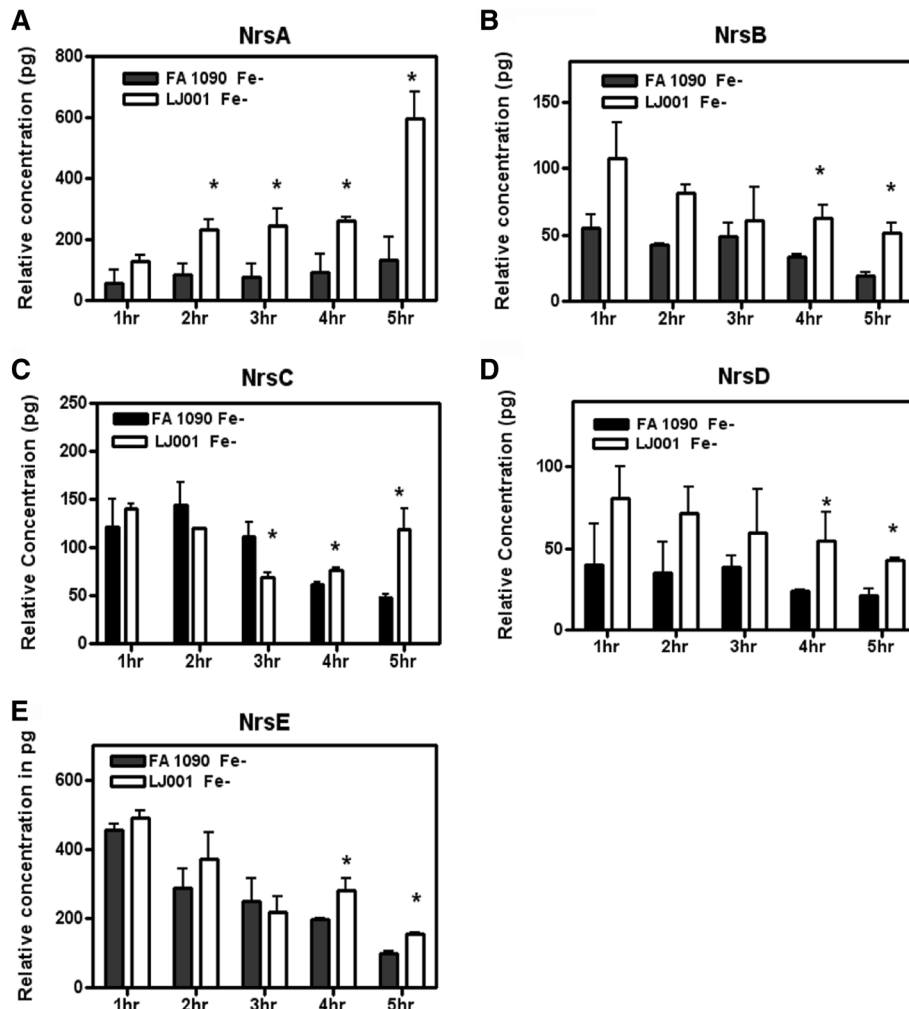 A
NrsA
Relative concentration (pg)
800
600
400
200
0
FA 1090 Fe-
LJ001 Fe-
*
*
*
*
1hr 2hr 3hr 4hr 5hr
B
NrsB
Relative concentration (pg)
150
100
50
0
FA 1090 Fe-
LJ001 Fe-
*
*
1hr 2hr 3hr 4hr 5hr
C
NrsC
Relative Concentraion (pg)
250
200
150
100
50
0
FA 1090 Fe-
LJ001 Fe-
*
*
*
1hr 2hr 3hr 4hr 5hr
D
NrsD
Relative Concentration (pg)
100
50
0
FA 1090 Fe-
LJ001 Fe-
*
*
1hr 2hr 3hr 4hr 5hr
E
NrsE
Relative concentration in pg
600
400
200
0
FA 1090 Fe-
LJ001 Fe-
*
*
1hr 2hr 3hr 4hr 5hr